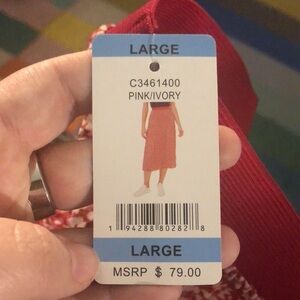 LARGE
C3461400
PINK/IVORY
1 94288 80282 8
LARGE
MSRP $ 79.00